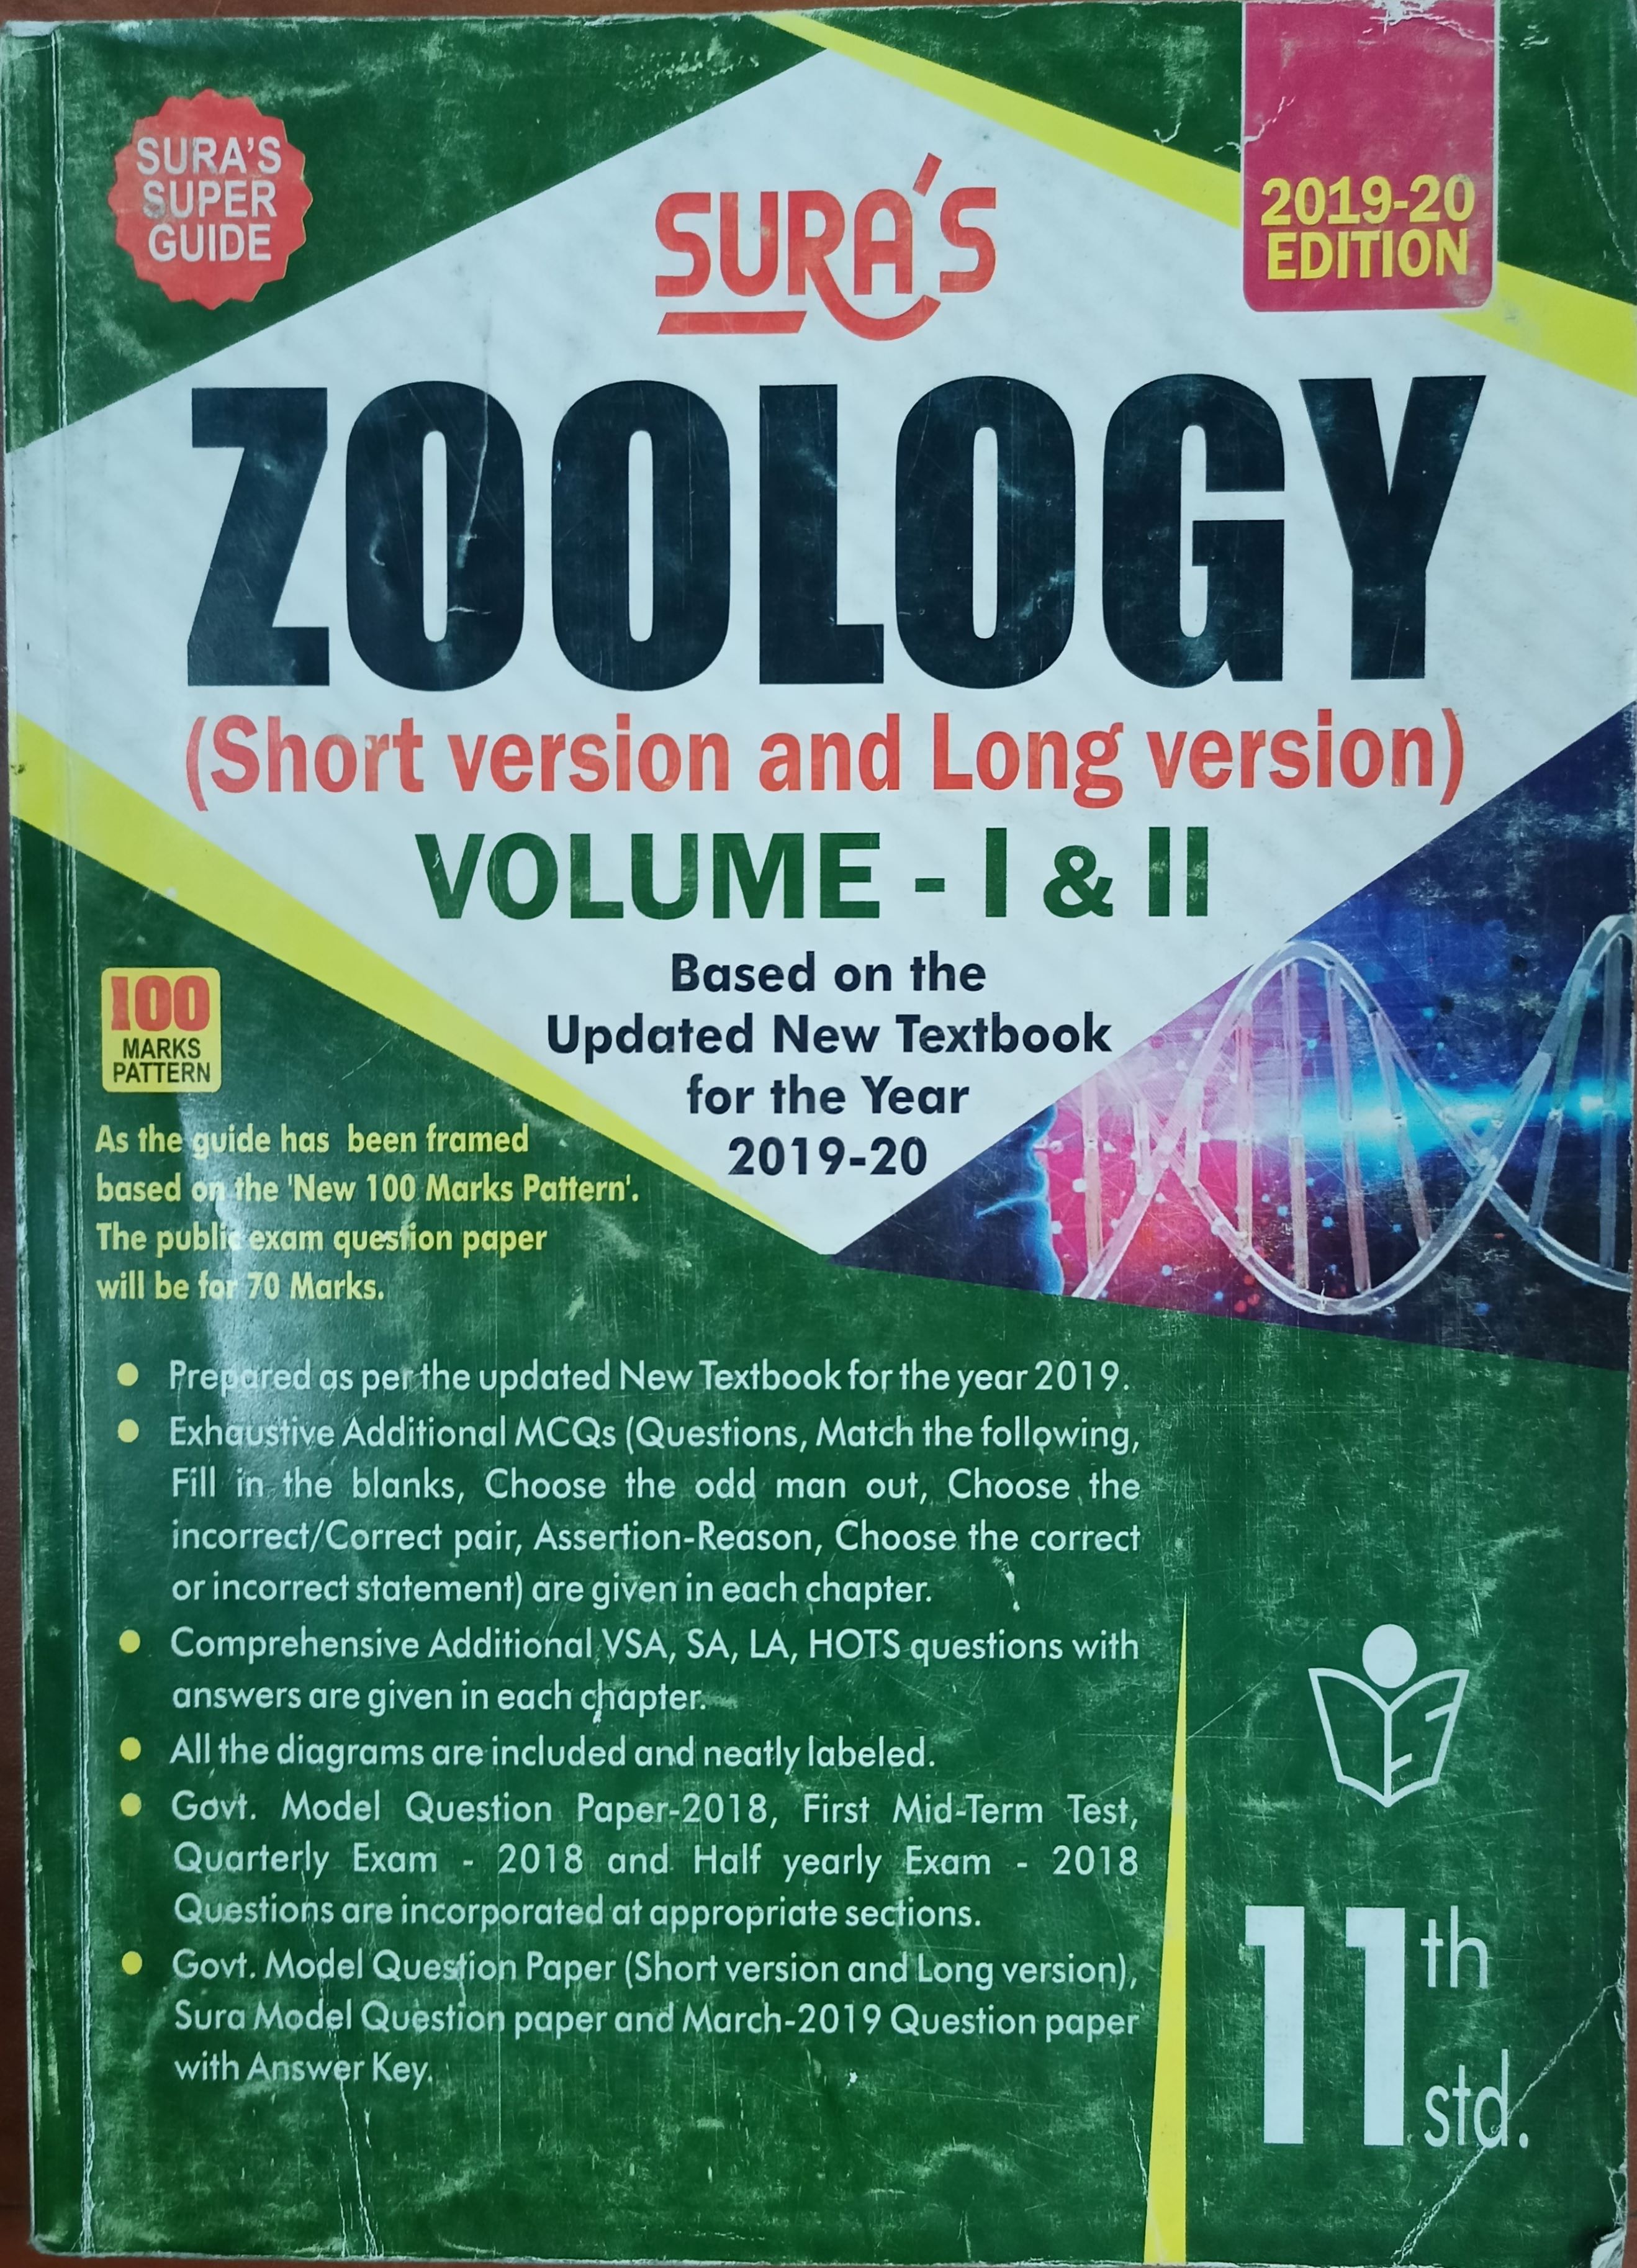 SURA'S
SUPER
GUIDE
SURA'S
2019-20
EDITION
ZOOLOGY
(Short version and Long version)
VOLUME - I & II
Based on the
Updated New Textbook
for the Year
2019-20
100
MARKS
PATTERN
As the guide has been framed
based on the 'New 100 Marks Pattern'.
The public exam question paper
will be for 70 Marks.
● Prepared as per the updated New Textbook for the year 2019.
● Exhaustive Additional MCQs (Questions, Match the following,
Fill in the blanks, Choose the odd man out, Choose the
incorrect/Correct pair, Assertion-Reason, Choose the correct
or incorrect statement) are given in each chapter.
● Comprehensive Additional VSA, SA, LA, HOTS questions with
answers are given in each chapter.
● All the diagrams are included and neatly labeled.
● Govt. Model Question Paper-2018, First Mid-Term Test,
Quarterly Exam - 2018 and Half yearly Exam - 2018
Questions are incorporated at appropriate sections.
● Govt. Model Question Paper (Short version and Long version),
Sura Model Question paper and March-2019 Question paper
with Answer Key.
11th
std.